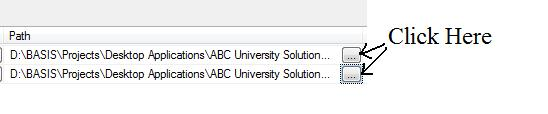 Path
D:\BASIS\Projects\Desktop Applications\ABC University Solution... ...
D:\BASIS\Projects\Desktop Applications\ABC University Solution... ...
Click Here